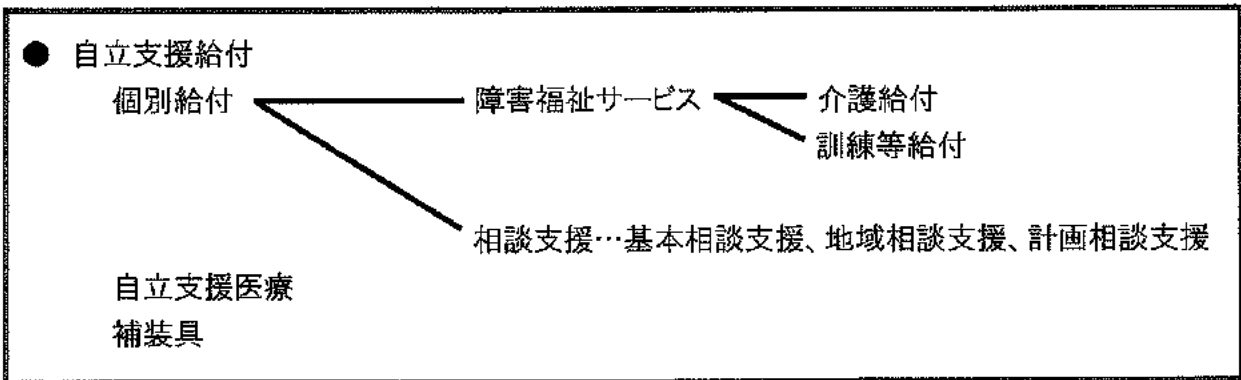 ● 自立支援給付
個別給付 障害福祉サービス 介護給付
訓練等給付
相談支援…基本相談支援、地域相談支援、計画相談支援
自立支援医療
補装具